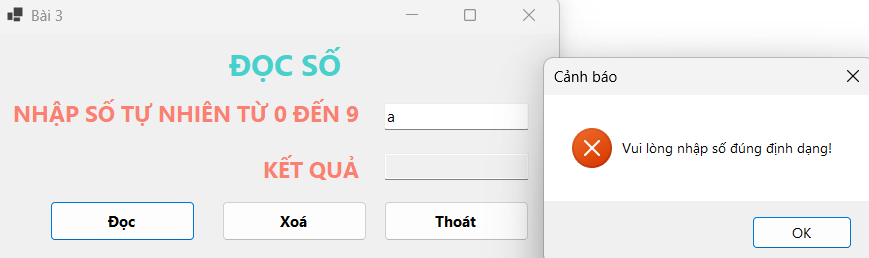 Bài 3
ĐỌC SỐ
NHẬP SỐ TỰ NHIÊN TỪ 0 ĐẾN 9
a
KẾT QUẢ
Đọc
Xoá
Thoát
Cảnh báo
Vui lòng nhập số đúng định dạng!
OK